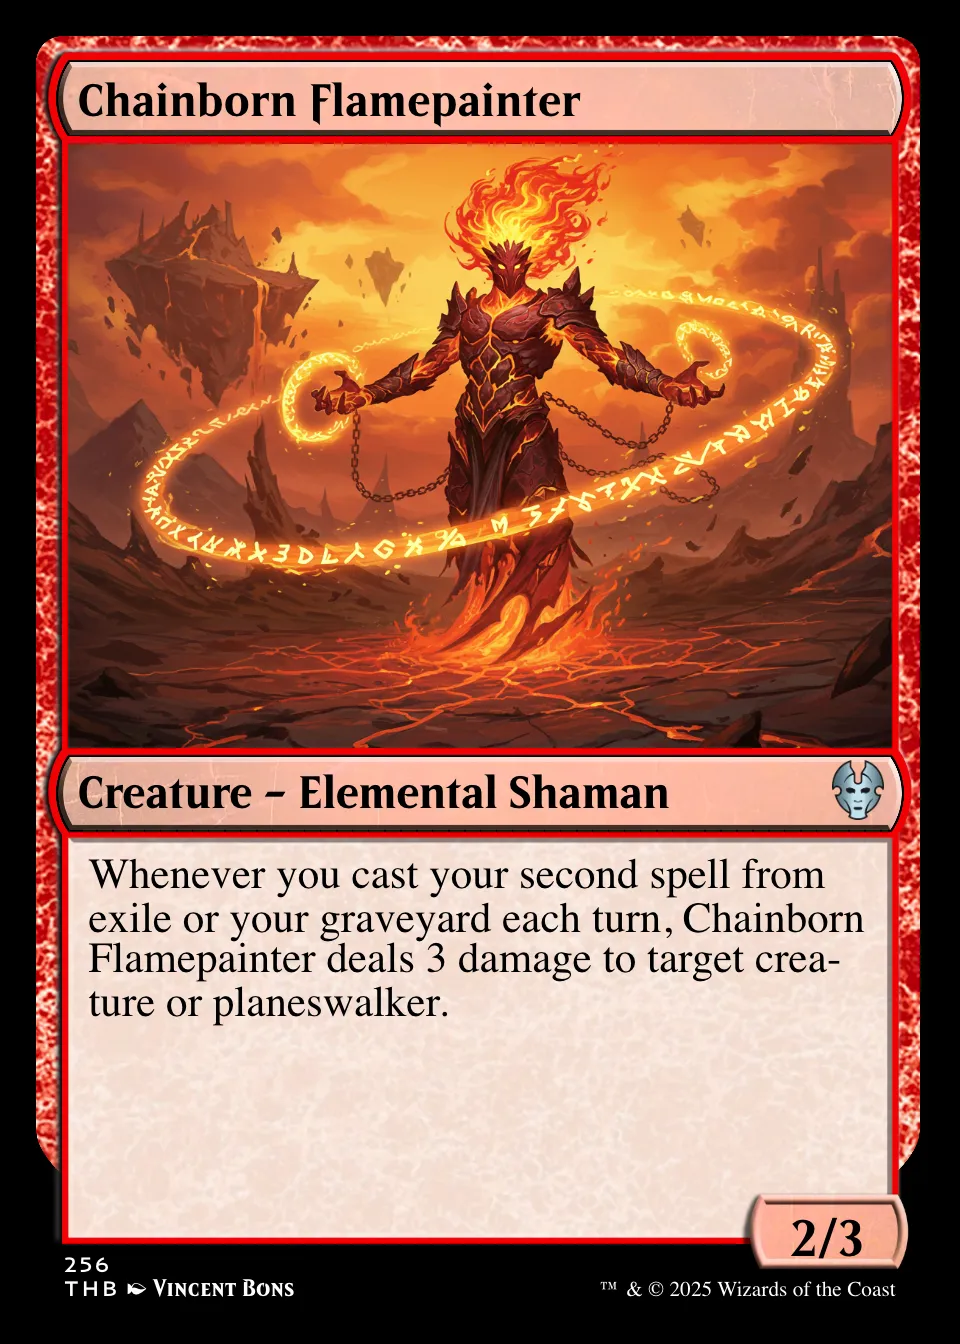 Chainborn Flamepainter
Creature – Elemental Shaman
Whenever you cast your second spell from
exile or your graveyard each turn, Chainborn
Flamepainter deals 3 damage to target crea-
ture or planeswalker.
2/3
256
THB VINCENT BONS
™ & © 2025 Wizards of the Coast